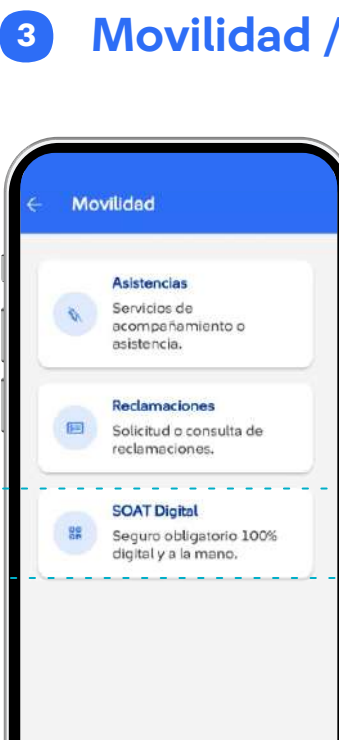 3 Movilidad /
← Movilidad
Asistencias
Servicios de
acompañamiento o
asistencia.
Reclamaciones
Solicitud o consulta de
reclamaciones.
SOAT Digital
Seguro obligatorio 100%
digital y a la mano.